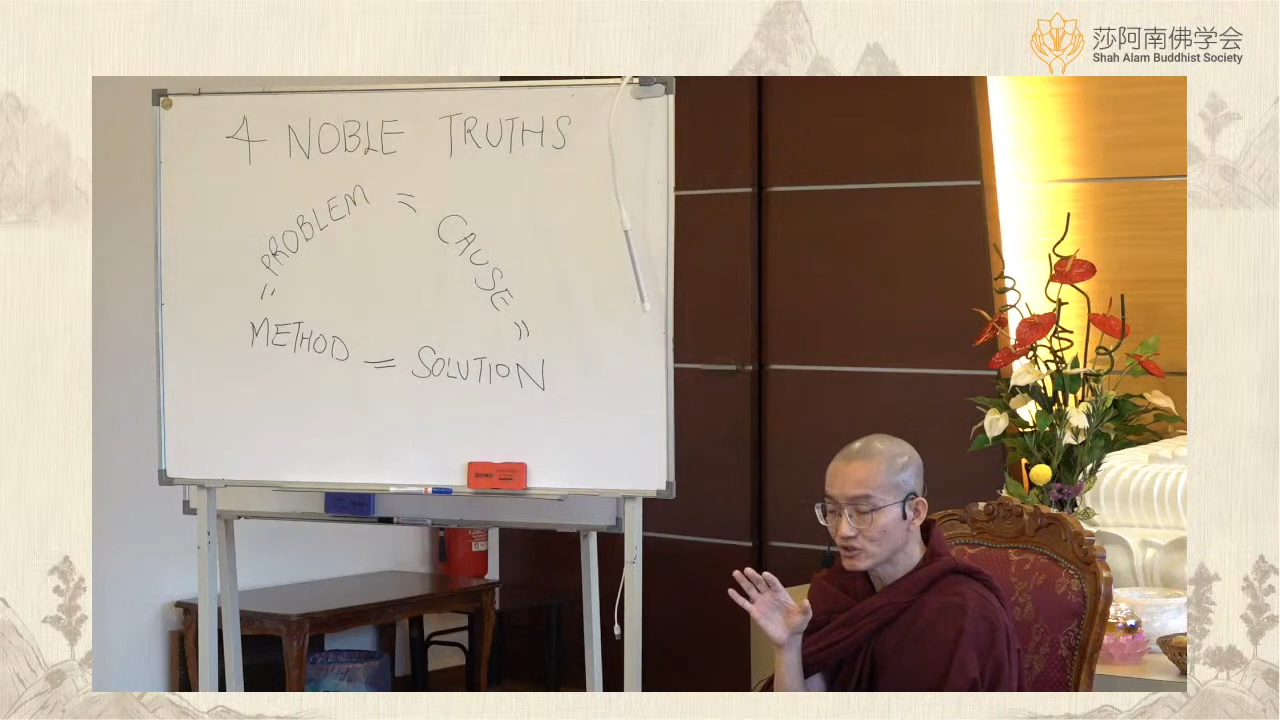 莎阿南佛学会
Shah Alam Buddhist Society
4 NOBLE TRUTHS
PROBLEM =
CAUSE =
METHOD = SOLUTION
=